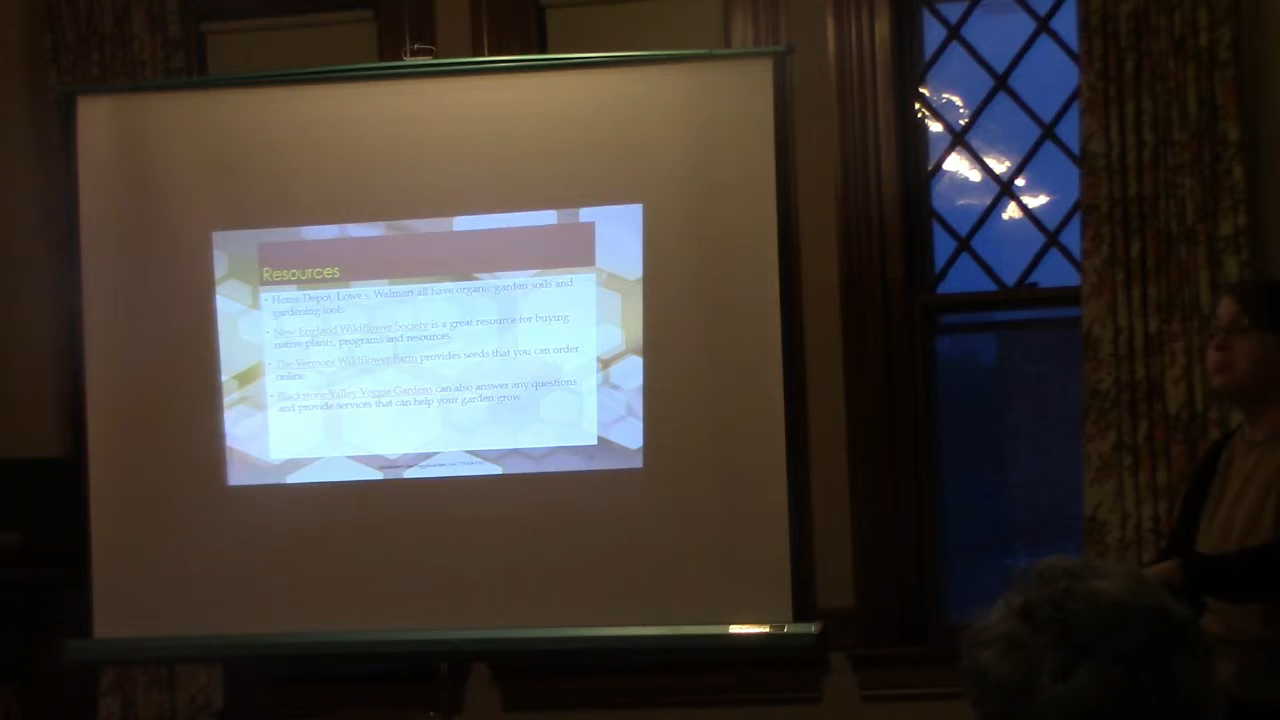 Resources
• Home Depot, Lowe's, Walmart all have organic garden soils and
gardening tools
• New England Wildflower Society is a great resource for buying
native plants, programs and resources.
• The Vermont Wildflower Farm provides seeds that you can order
online.
• Blackstone Valley Veggie Gardens can also answer any questions
and provide services that can help your garden grow.